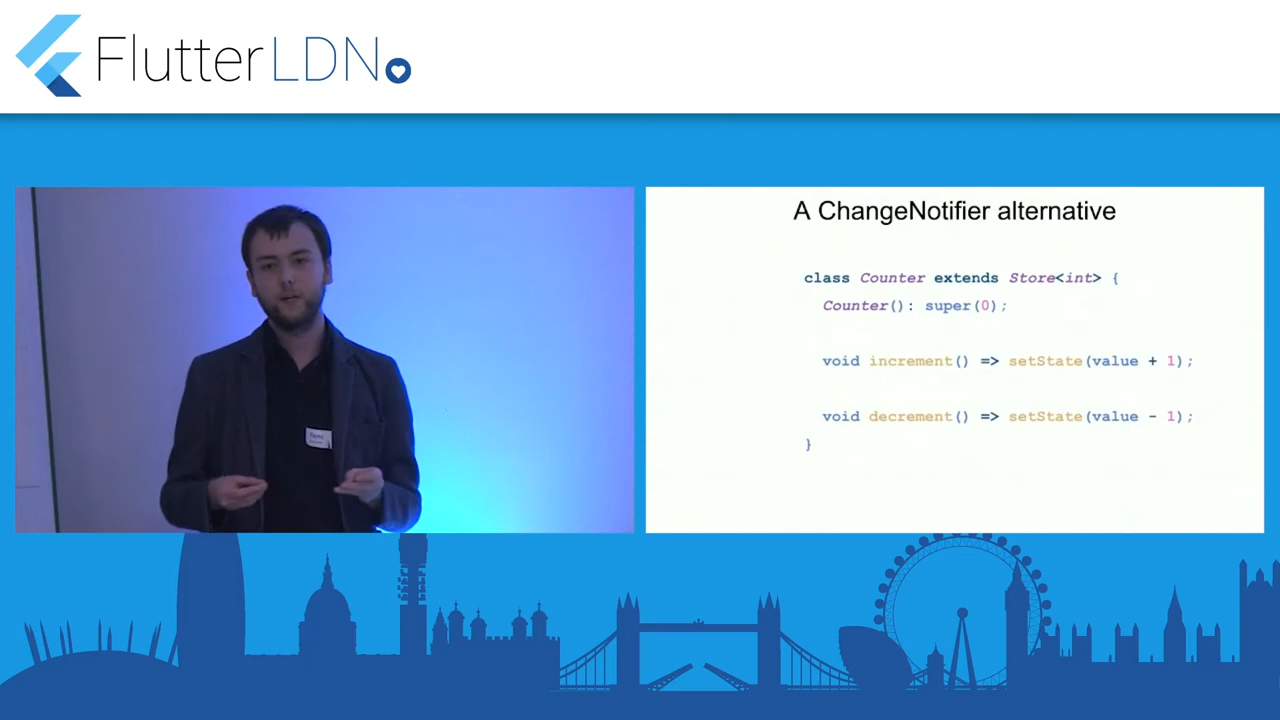 FlutterLDN
A ChangeNotifier alternative
class Counter extends Store<int> {
Counter(): super(0);
void increment() => setState(value + 1);
void decrement() => setState(value - 1);
}